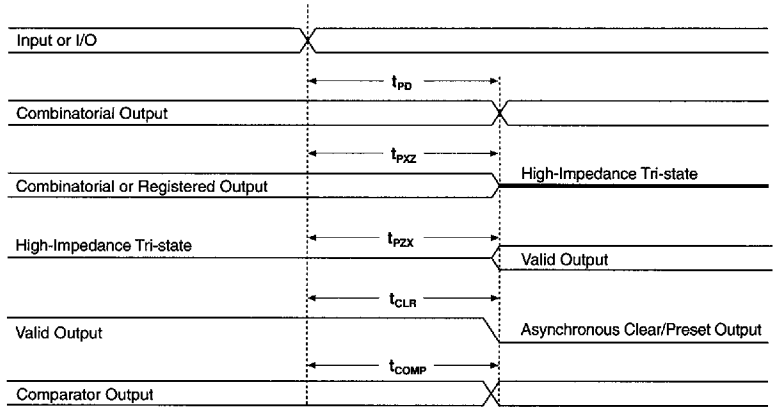 Input or I/O
tPD
Combinatorial Output
tPXZ
High-Impedance Tri-state
Combinatorial or Registered Output
tPZX
High-Impedance Tri-state
Valid Output
tCLR
Valid Output
Asynchronous Clear/Preset Output
tCOMP
Comparator Output